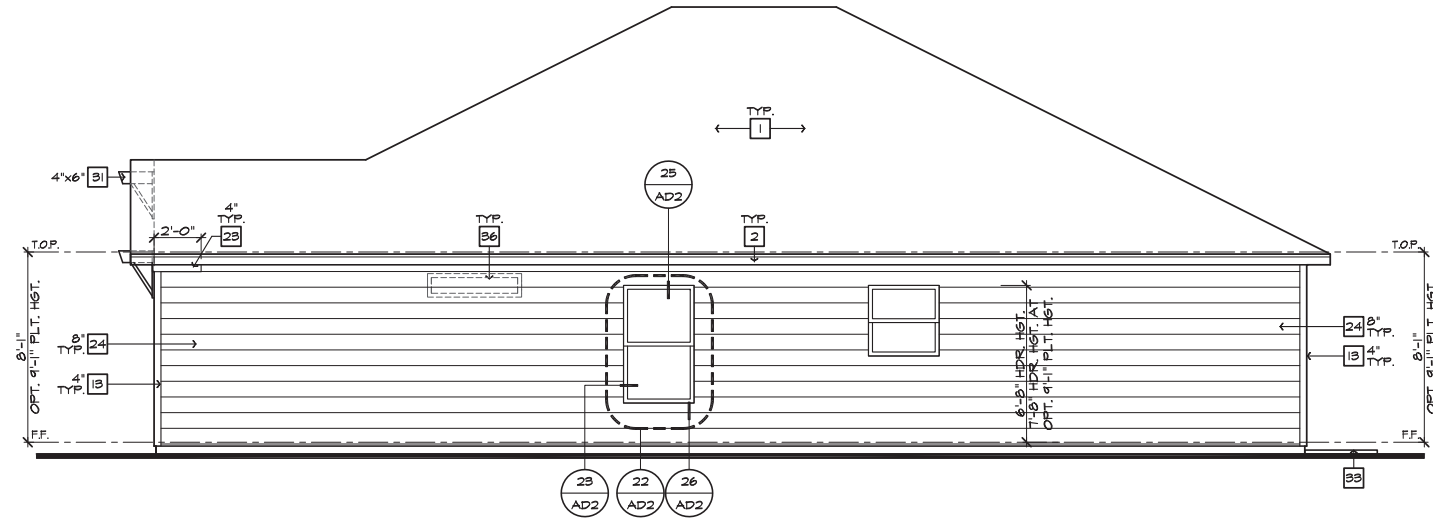 TYP.
1
25
AD2
4"x6" 31
4"
TYP.
23
2'-0"
TYP.
36
TYP.
2
T.O.P.
T.O.P.
8'-1"
OPT. 9'-1" PLT. HGT.
8"
TYP. 24
4"
TYP. 13
6'-8" HDR. HGT.
7'-8" HDR. HGT. AT
OPT. 9'-1" PLT. HGT.
24 8"
TYP.
13 4"
TYP.
8'-1"
OPT. 9'-1" PLT. HGT.
F.F.
F.F.
23
AD2
22
AD2
26
AD2
33